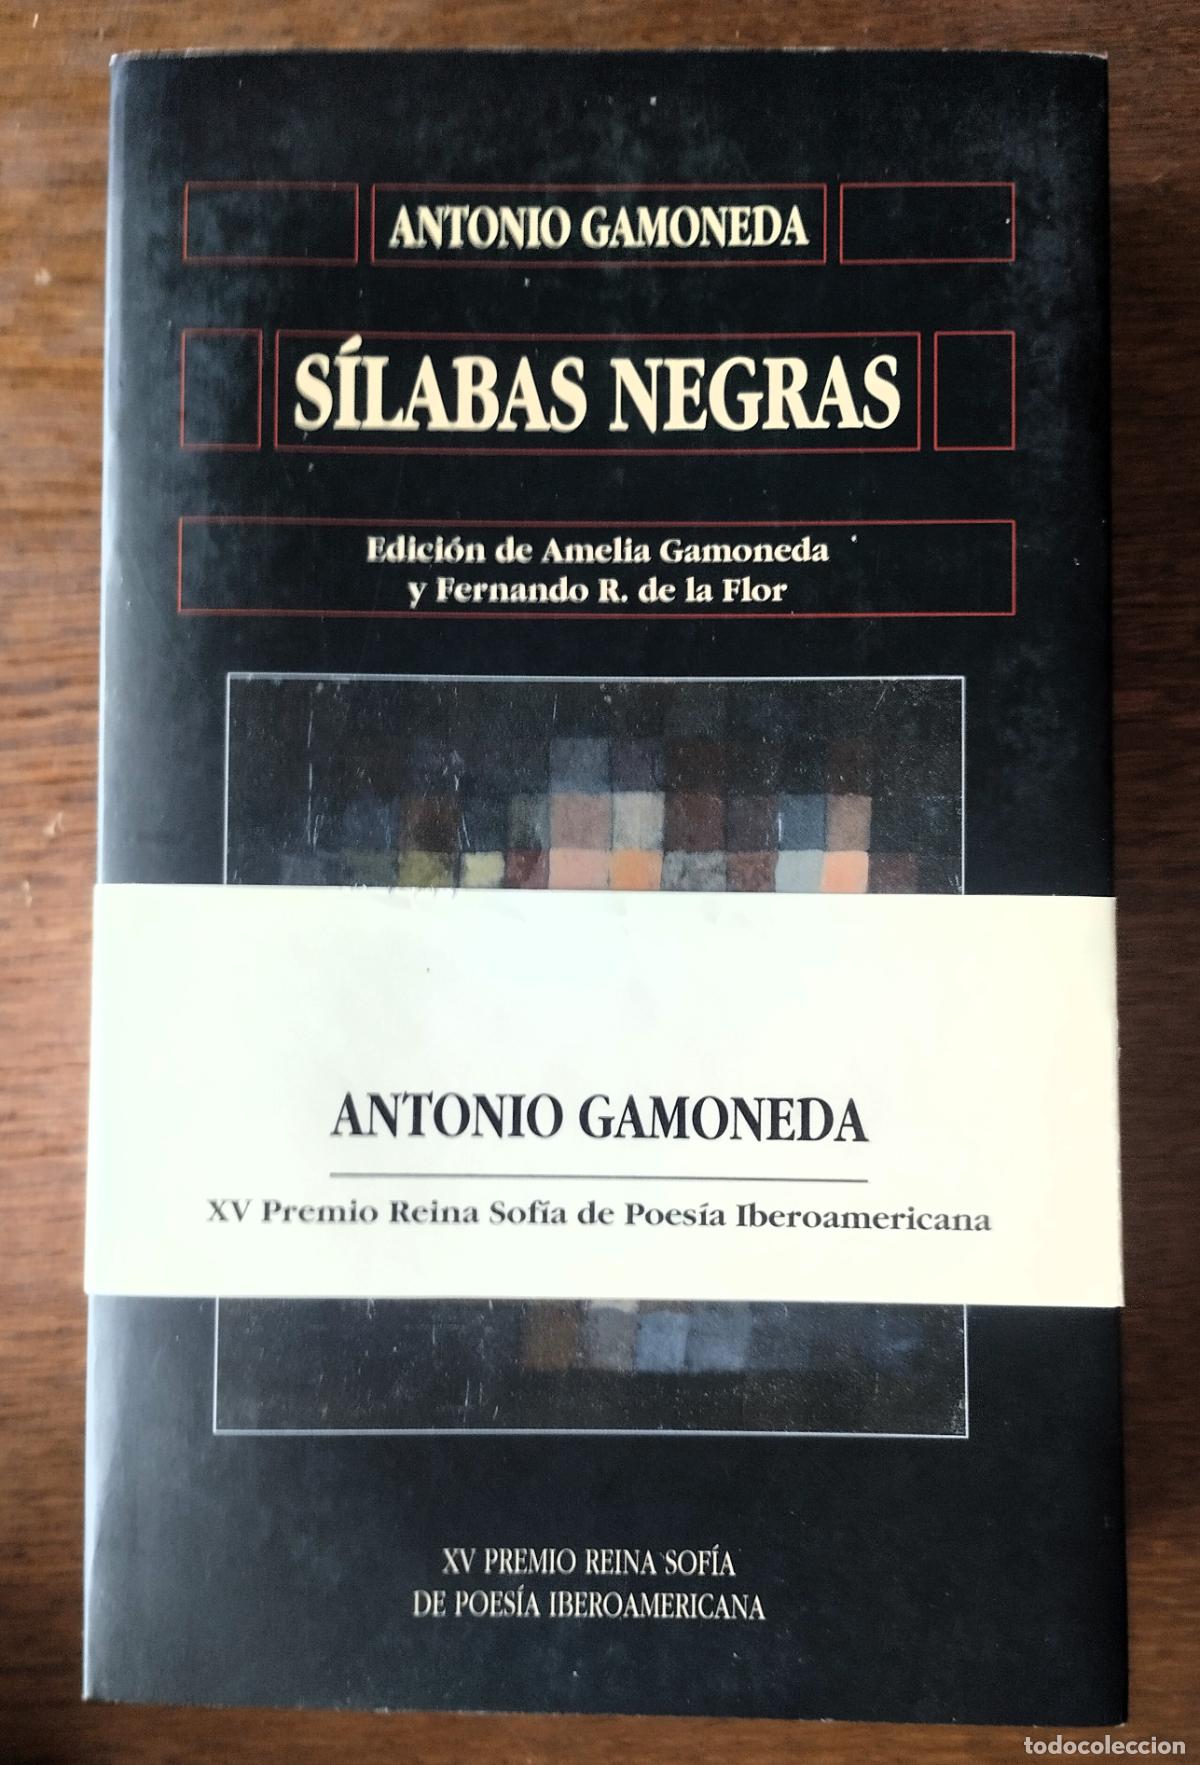 ANTONIO GAMONEDA
SÍLABAS NEGRAS
Edición de Amelia Gamoneda
y Fernando R. de la Flor
ANTONIO GAMONEDA
XV Premio Reina Sofía de Poesía Iberoamericana
XV PREMIO REINA SOFÍA
DE POESÍA IBEROAMERICANA
todocoleccion